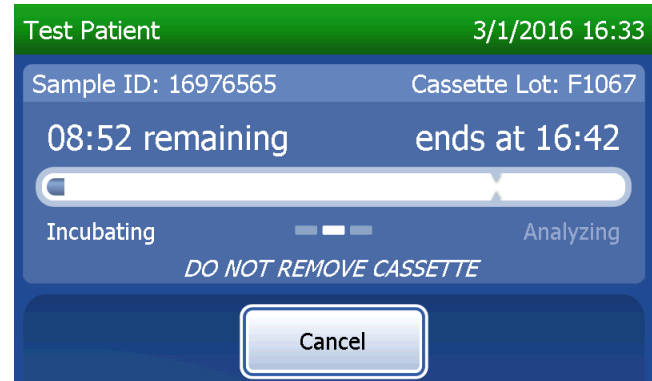 Test Patient 3/1/2016 16:33
Sample ID: 16976565 Cassette Lot: F1067
08:52 remaining ends at 16:42
Incubating Analyzing
DO NOT REMOVE CASSETTE
Cancel